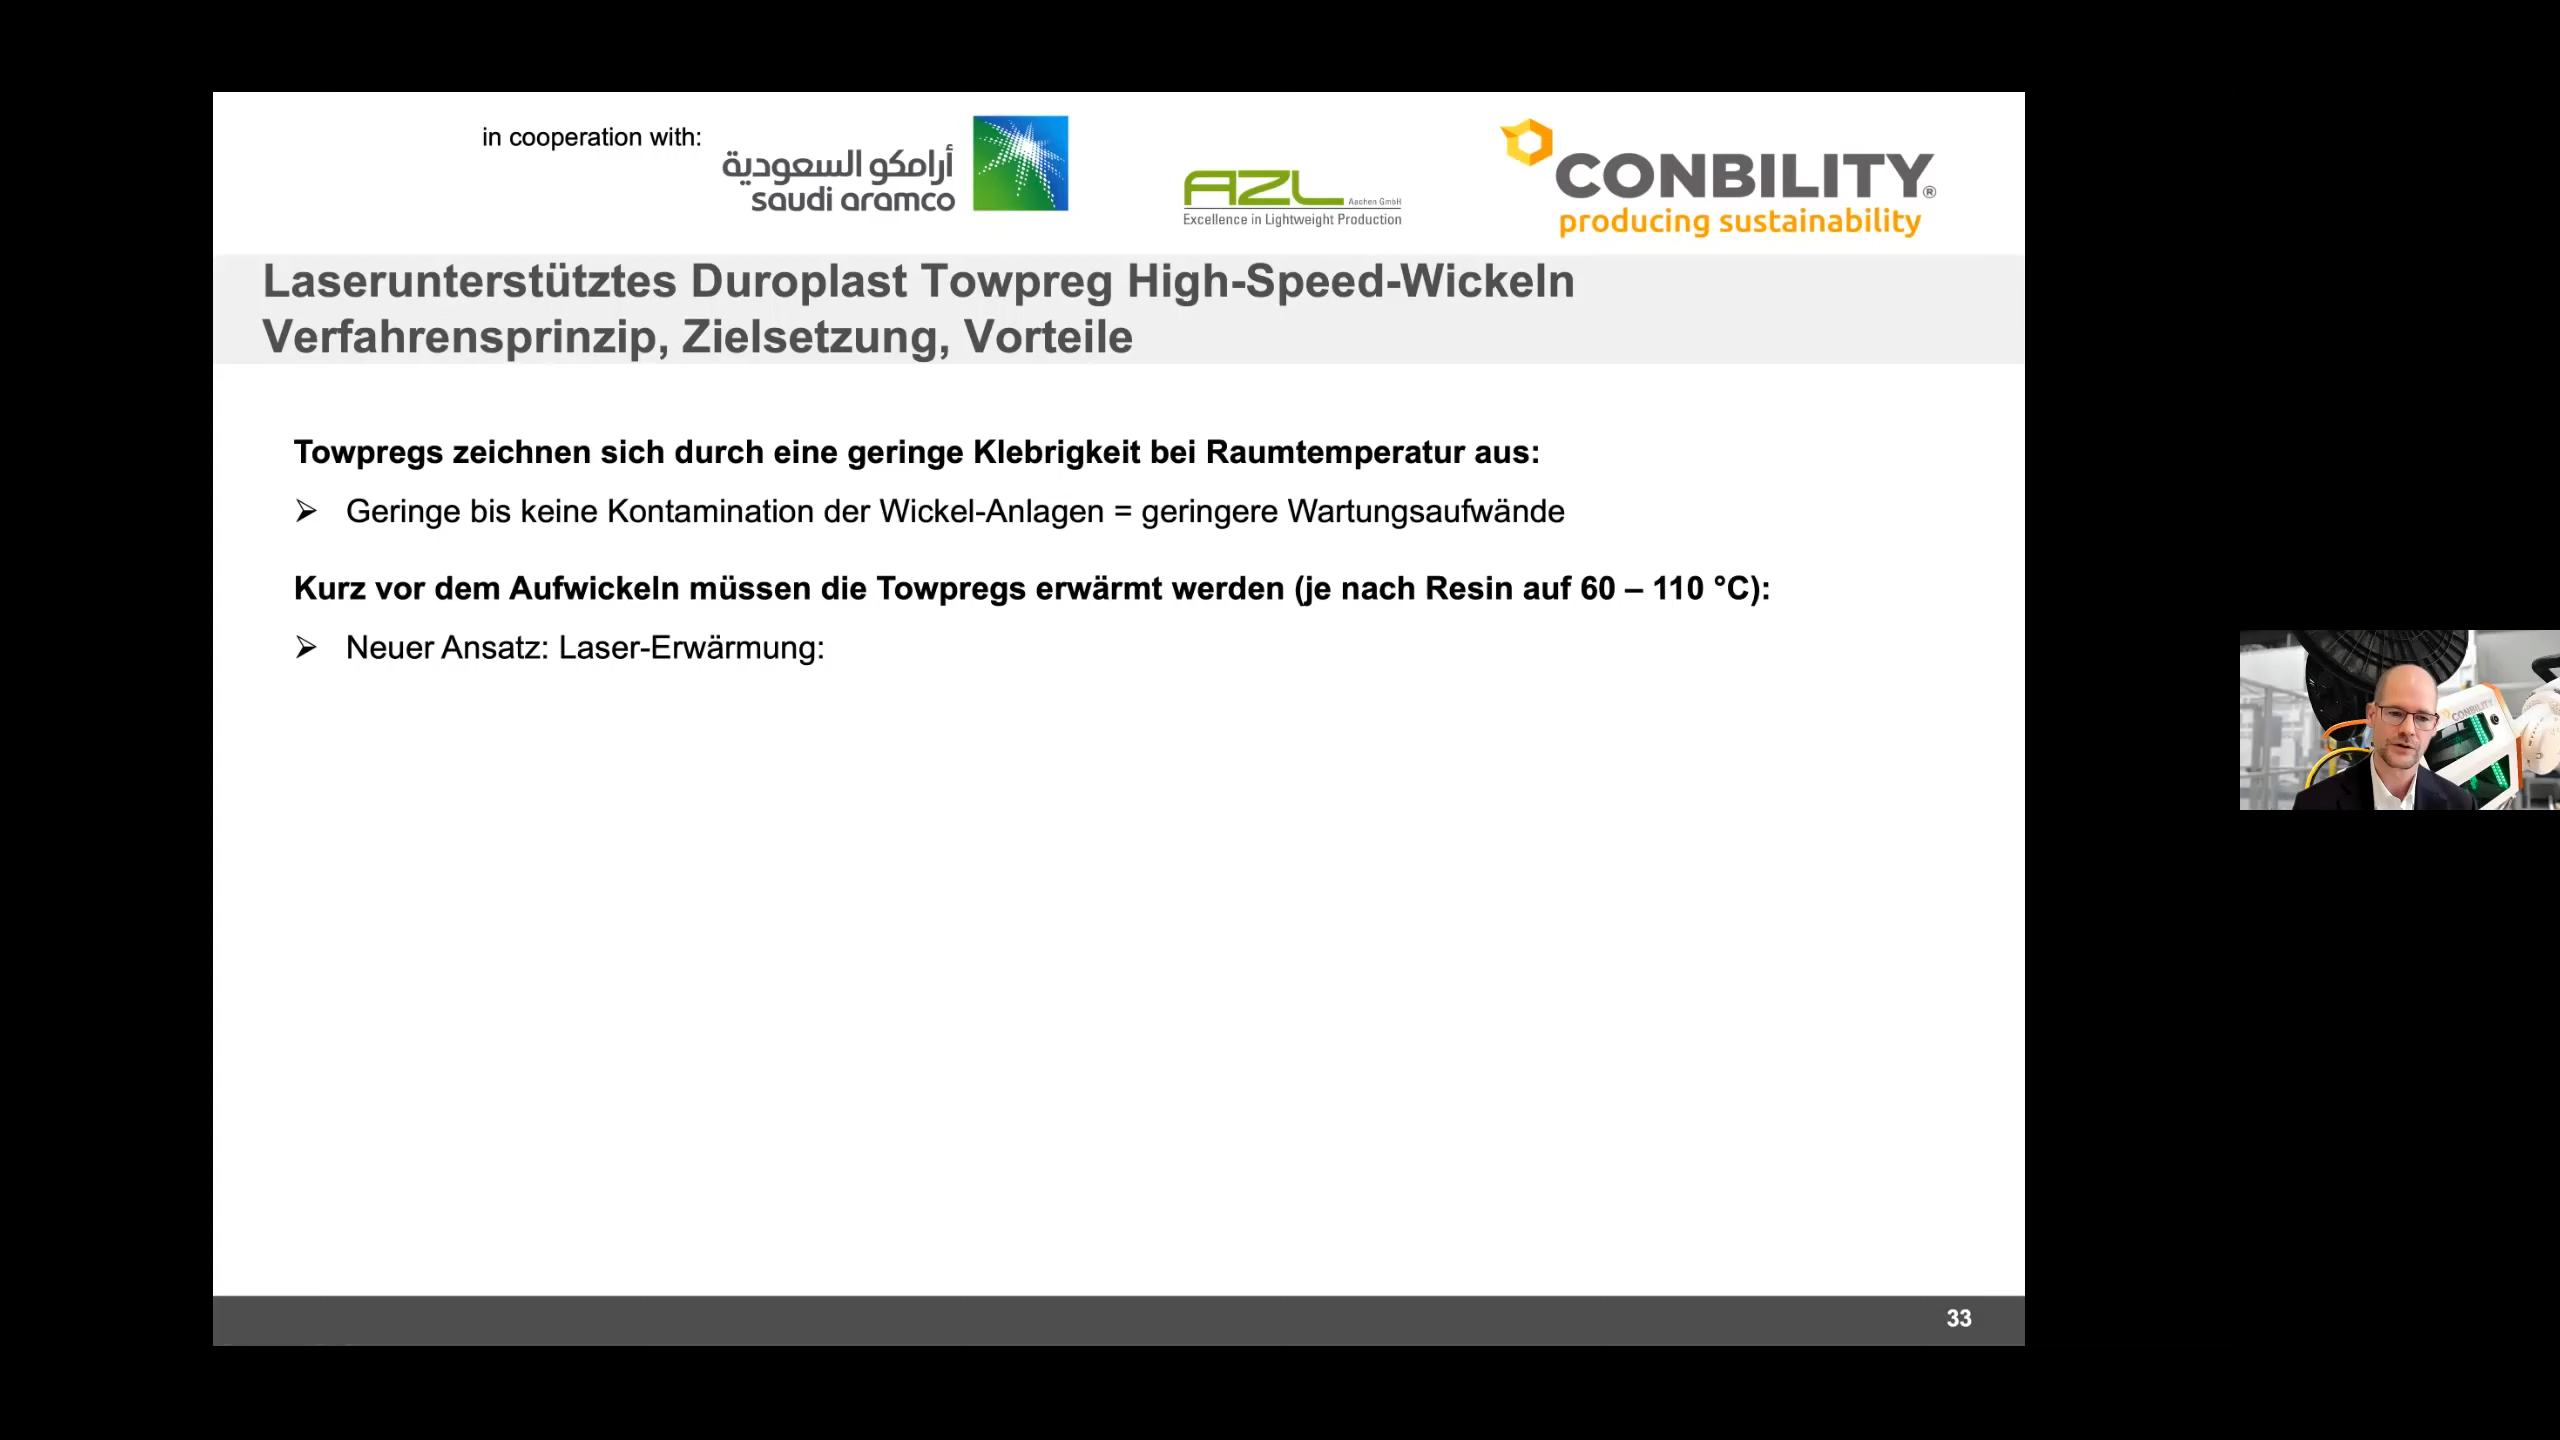 in cooperation with:
أرامكو السعودية
saudi aramco
AZL Aachen GmbH
Excellence in Lightweight Production
CONBILITY®
producing sustainability
Laserunterstütztes Duroplast Towpreg High-Speed-Wickeln
Verfahrensprinzip, Zielsetzung, Vorteile
Towpregs zeichnen sich durch eine geringe Klebrigkeit bei Raumtemperatur aus:
➢ Geringe bis keine Kontamination der Wickel-Anlagen = geringere Wartungsaufwände
Kurz vor dem Aufwickeln müssen die Towpregs erwärmt werden (je nach Resin auf 60 – 110 °C):
➢ Neuer Ansatz: Laser-Erwärmung:
CONBILITY
33